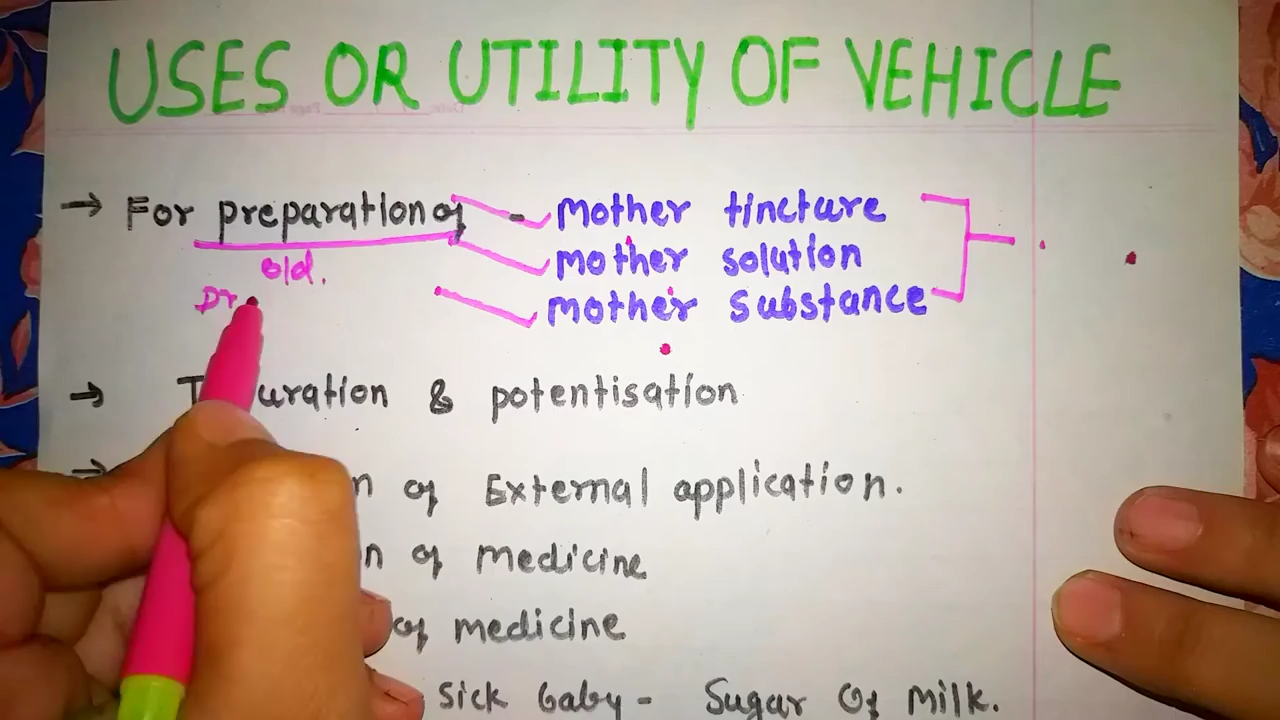 USES OR UTILITY OF VEHICLE
→ For preparation of - mother tincture
mother solution
mother substance
old.
Dr
→ & potentisation
→ of External application.
of medicine
of medicine
sick baby - Sugar Of Milk.